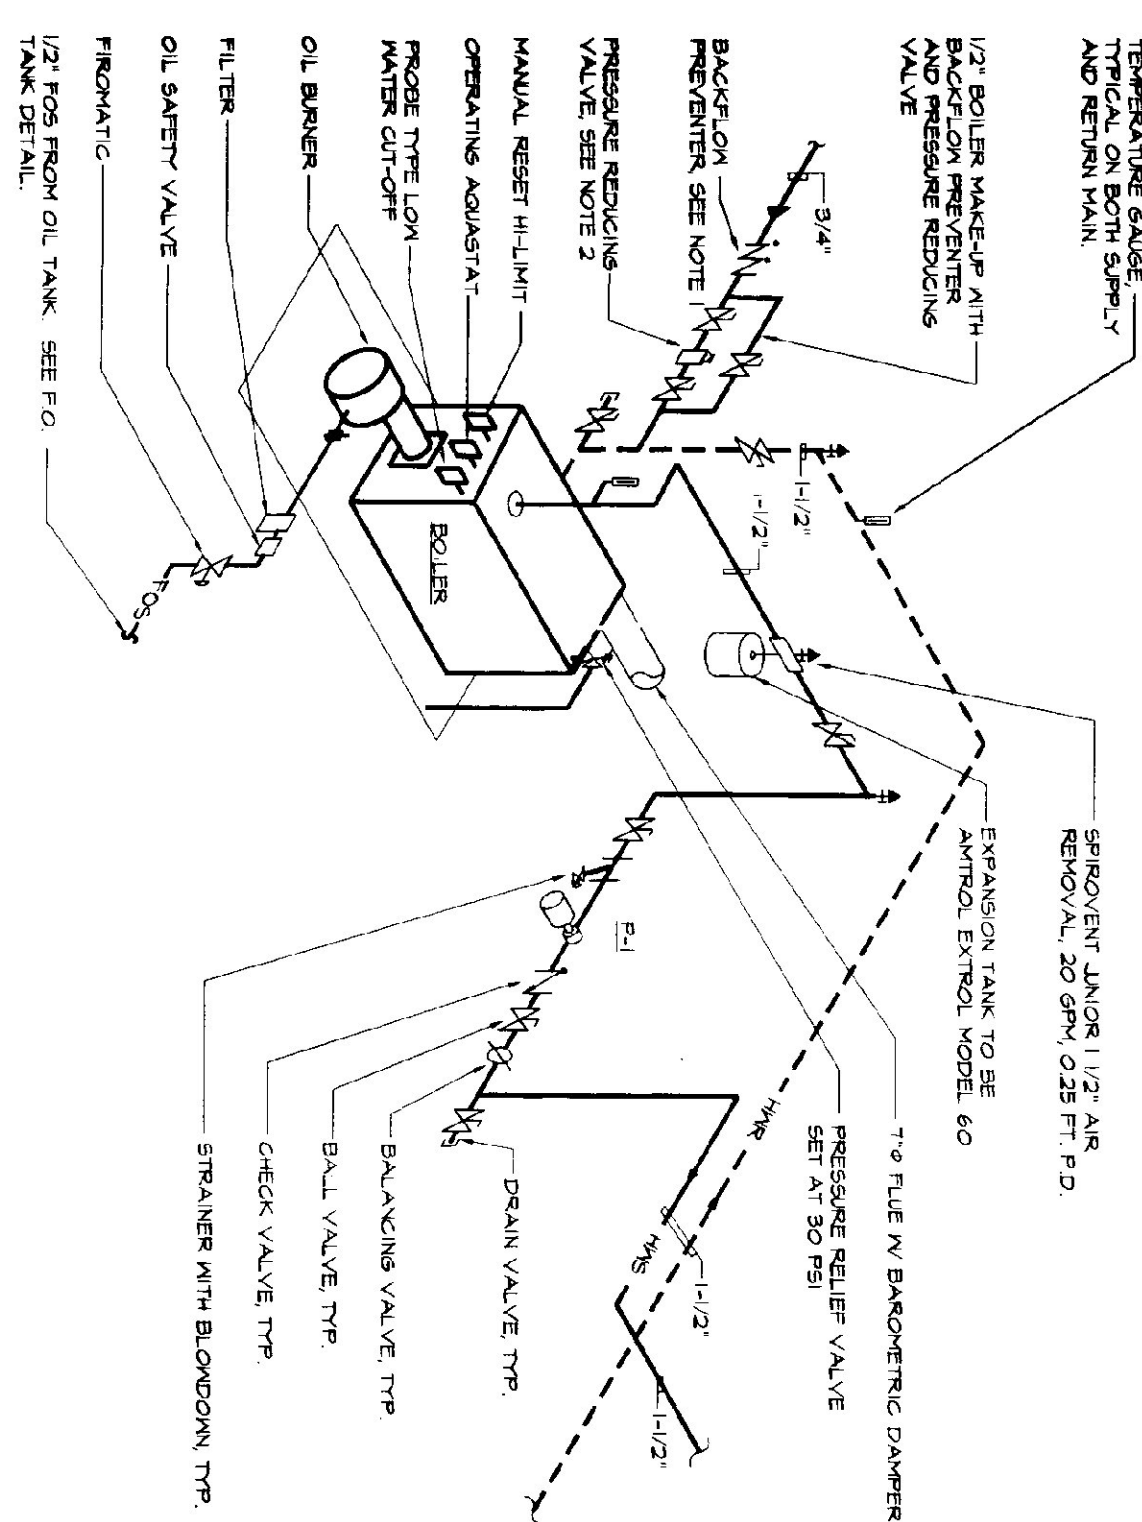 TEMPERATURE GAUGE,
TYPICAL ON BOTH SUPPLY
AND RETURN MAIN.
1/2" BOILER MAKE-UP WITH
BACKFLOW PREVENTER
AND PRESSURE REDUCING
VALVE
BACKFLOW
PREVENTER, SEE NOTE 1
PRESSURE REDUCING
VALVE, SEE NOTE 2
MANUAL RESET HI-LIMIT
OPERATING AQUASTAT
PROBE TYPE LOW
WATER CUT-OFF
OIL BURNER
FILTER
OIL SAFETY VALVE
FIROMATIC
1/2" FOS FROM OIL TANK. SEE F.O.
TANK DETAIL.
3/4"
1-1/2"
1-1/2"
BOILER
FOS
SPIROVENT JUNIOR 1 1/2" AIR
REMOVAL, 20 GPM, 0.25 FT. P.D.
EXPANSION TANK TO BE
AMTROL EXTROL MODEL 60
P-1
HWR
HWS
1-1/2"
1-1/2"
7"Φ FLUE W/ BAROMETRIC DAMPER
PRESSURE RELIEF VALVE
SET AT 30 PSI
DRAIN VALVE, TYP.
BALANCING VALVE, TYP.
BALL VALVE, TYP.
CHECK VALVE, TYP.
STRAINER WITH BLOWDOWN, TYP.